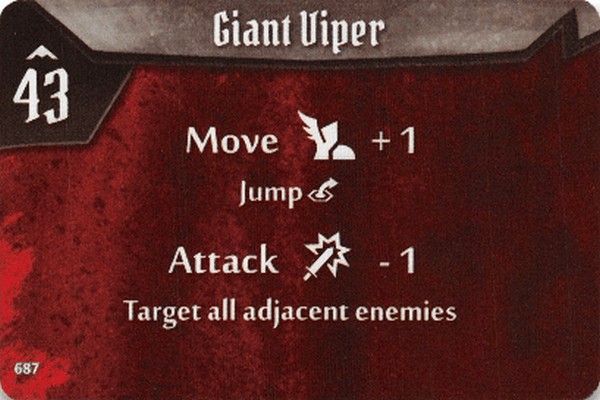 Giant Viper
43
Move + 1
Jump
Attack - 1
Target all adjacent enemies
687